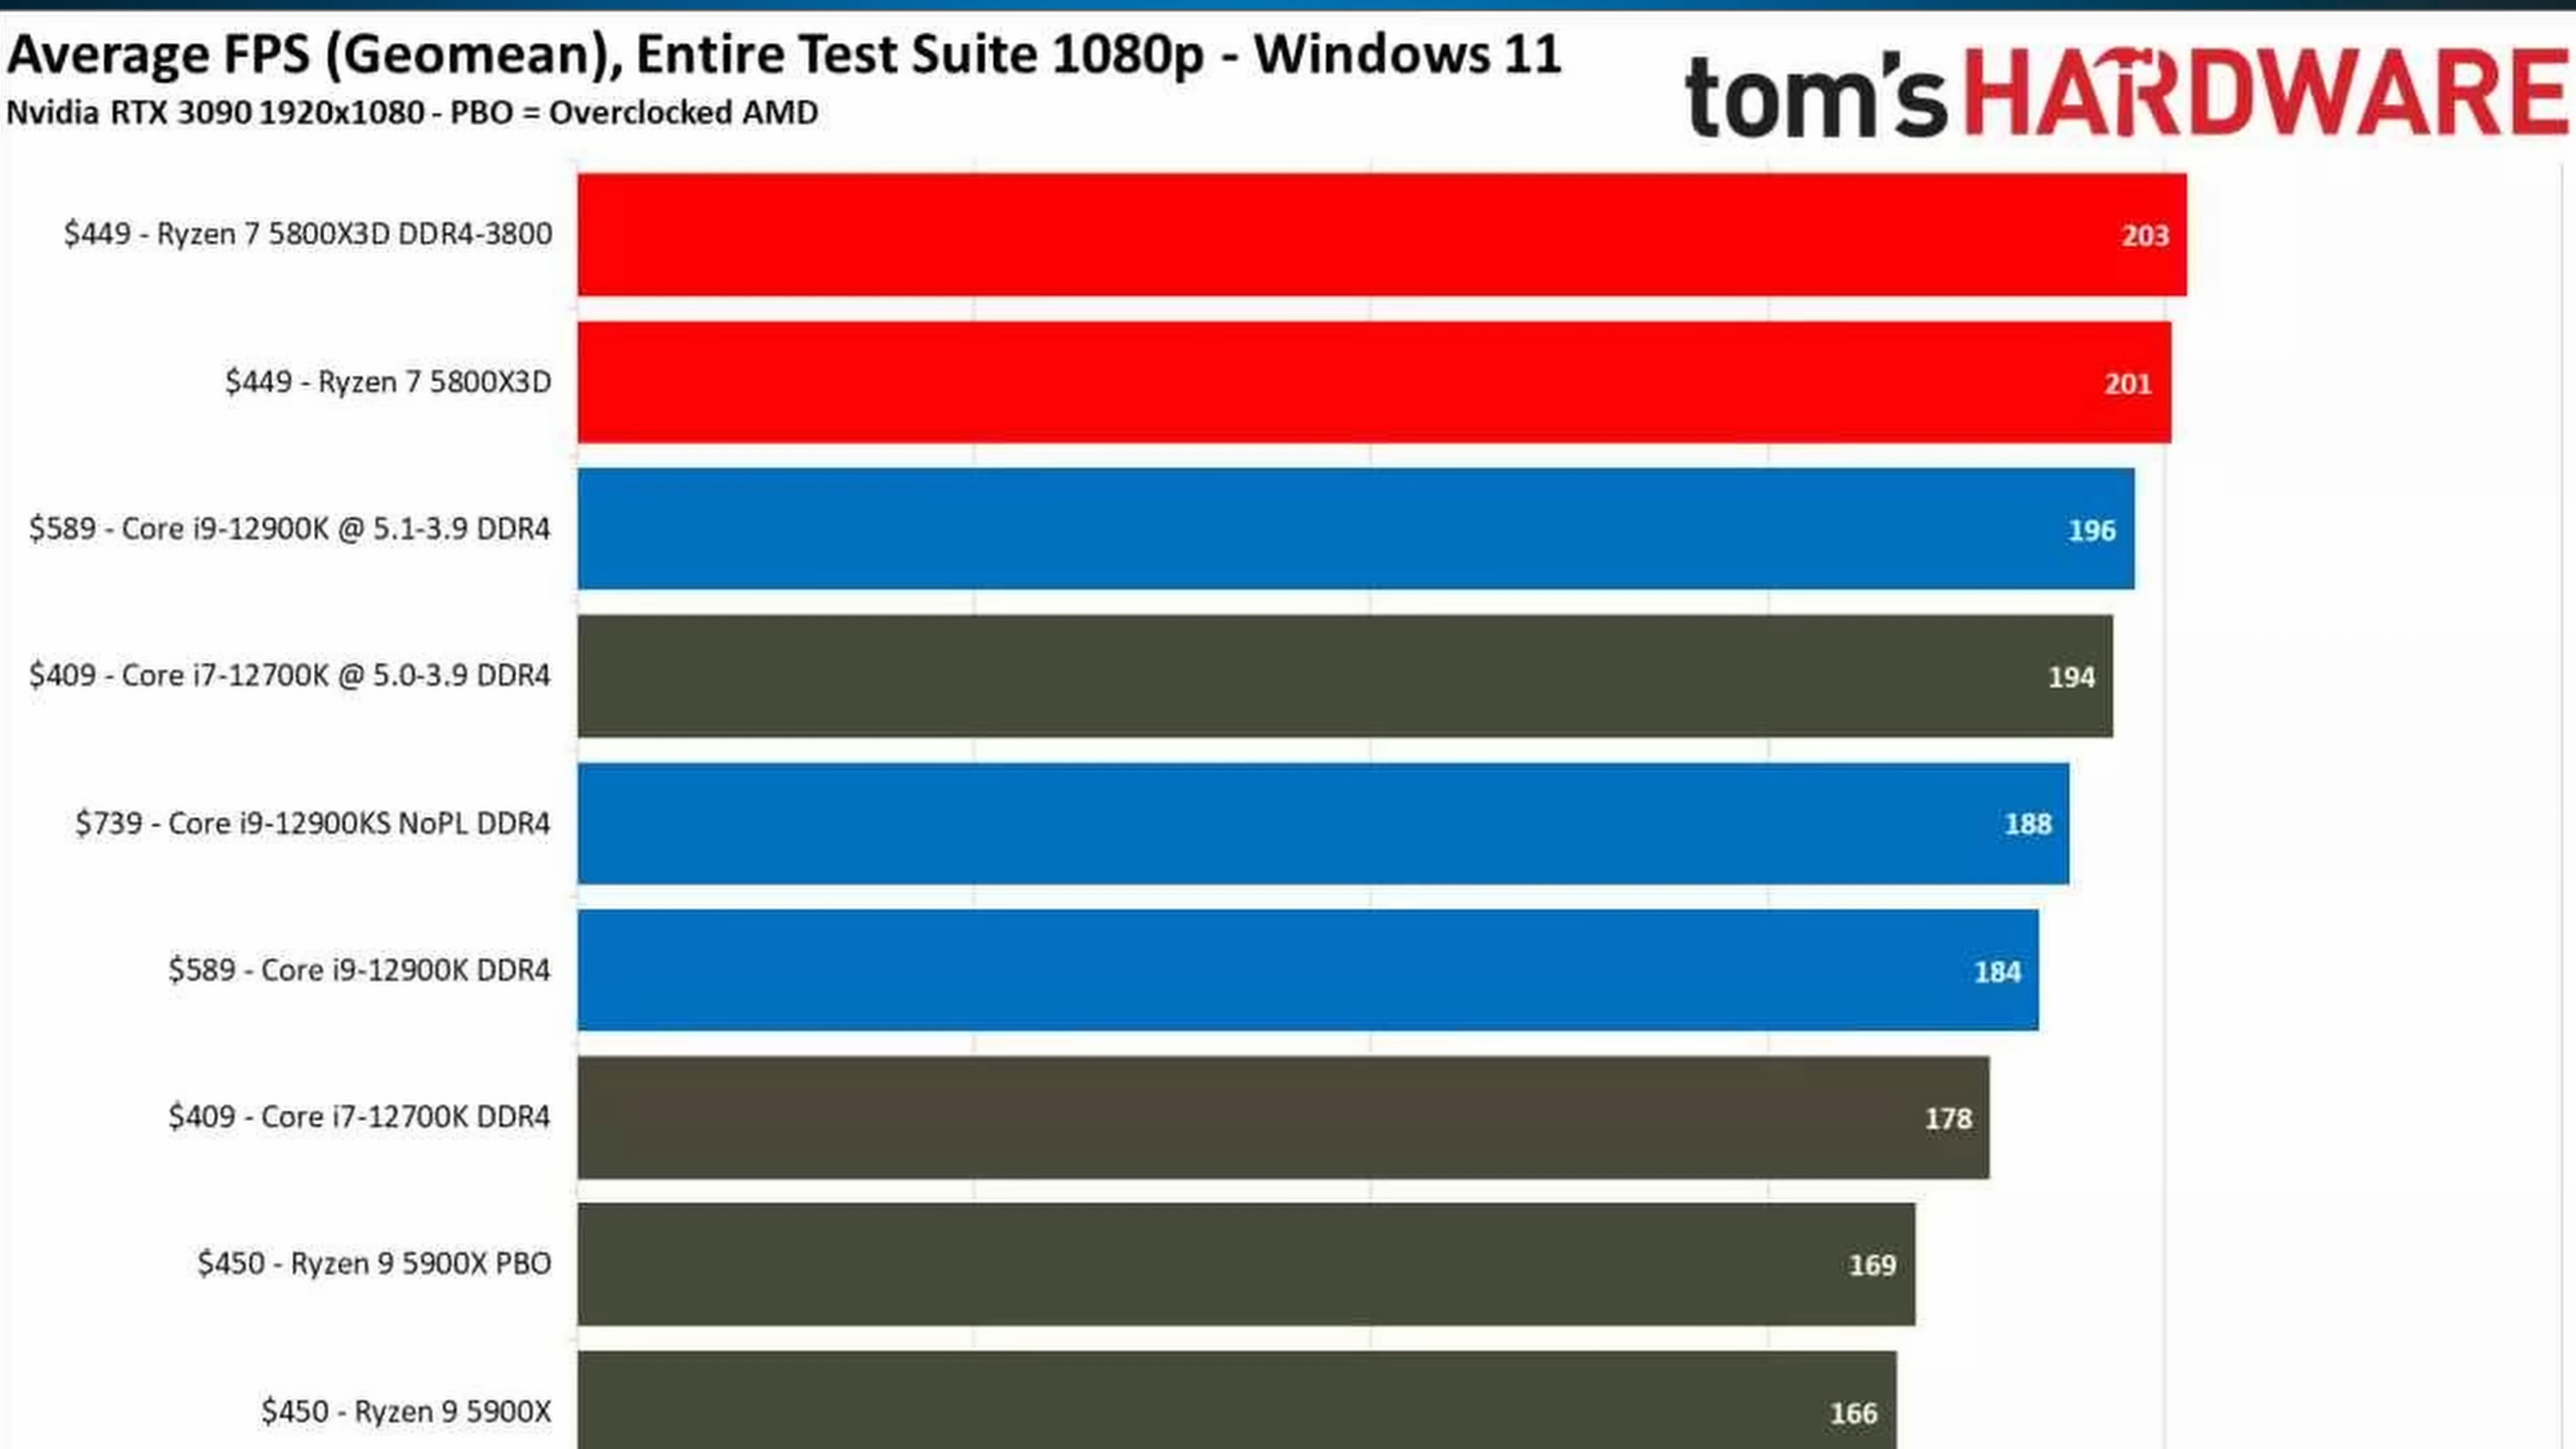 Average FPS (Geomean), Entire Test Suite 1080p - Windows 11
Nvidia RTX 3090 1920x1080 - PBO = Overclocked AMD
tom's HARDWARE
$449 - Ryzen 7 5800X3D DDR4-3800 203
$449 - Ryzen 7 5800X3D 201
$589 - Core i9-12900K @ 5.1-3.9 DDR4 196
$409 - Core i7-12700K @ 5.0-3.9 DDR4 194
$739 - Core i9-12900KS NoPL DDR4 188
$589 - Core i9-12900K DDR4 184
$409 - Core i7-12700K DDR4 178
$450 - Ryzen 9 5900X PBO 169
$450 - Ryzen 9 5900X 166